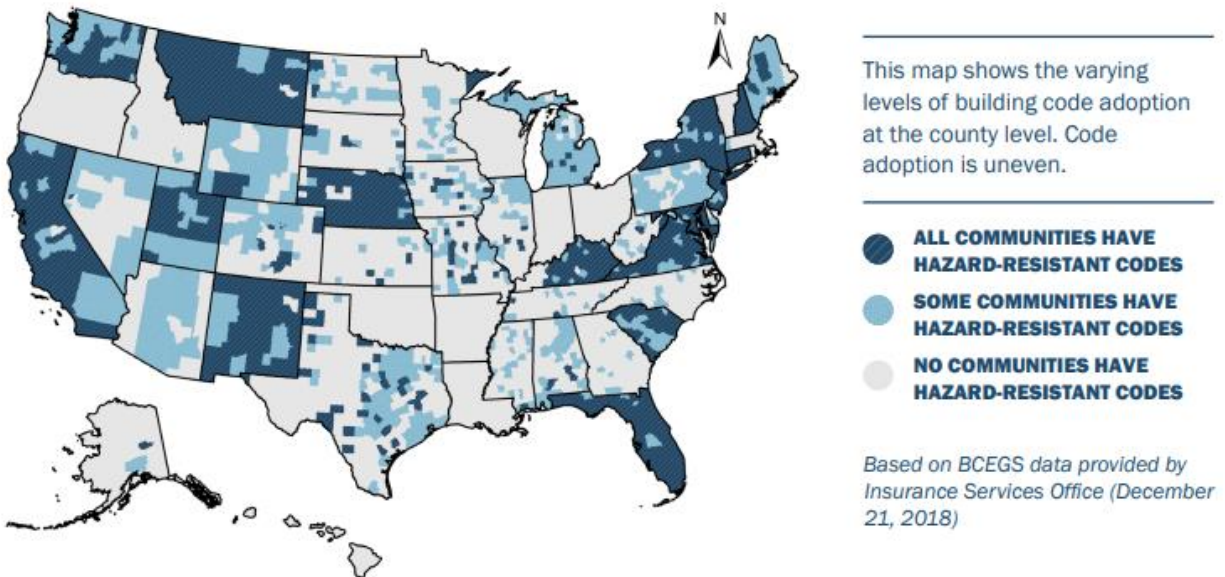 N
This map shows the varying
levels of building code adoption
at the county level. Code
adoption is uneven.
ALL COMMUNITIES HAVE
HAZARD-RESISTANT CODES
SOME COMMUNITIES HAVE
HAZARD-RESISTANT CODES
NO COMMUNITIES HAVE
HAZARD-RESISTANT CODES
Based on BCEGS data provided by
Insurance Services Office (December
21, 2018)